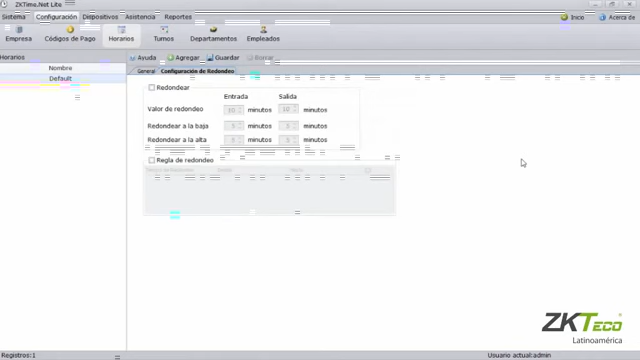 ZKTime.Net Lite
Sistema Configuración Dispositivos Asistencia Reportes
Inicio Acerca de
Empresa Códigos de Pago Horarios Turnos Departamentos Empleados
Horarios
Ayuda Agregar Guardar Borrar
Nombre
Default
General Configuración de Redondeo
Redondear
Entrada Salida
Valor de redondeo 10 minutos 10 minutos
Redondear a la baja 5 minutos 5 minutos
Redondear a la alta 5 minutos 5 minutos
Regla de redondeo
ZKTeco
Latinoamérica
Registros:1
Usuario actual:admin